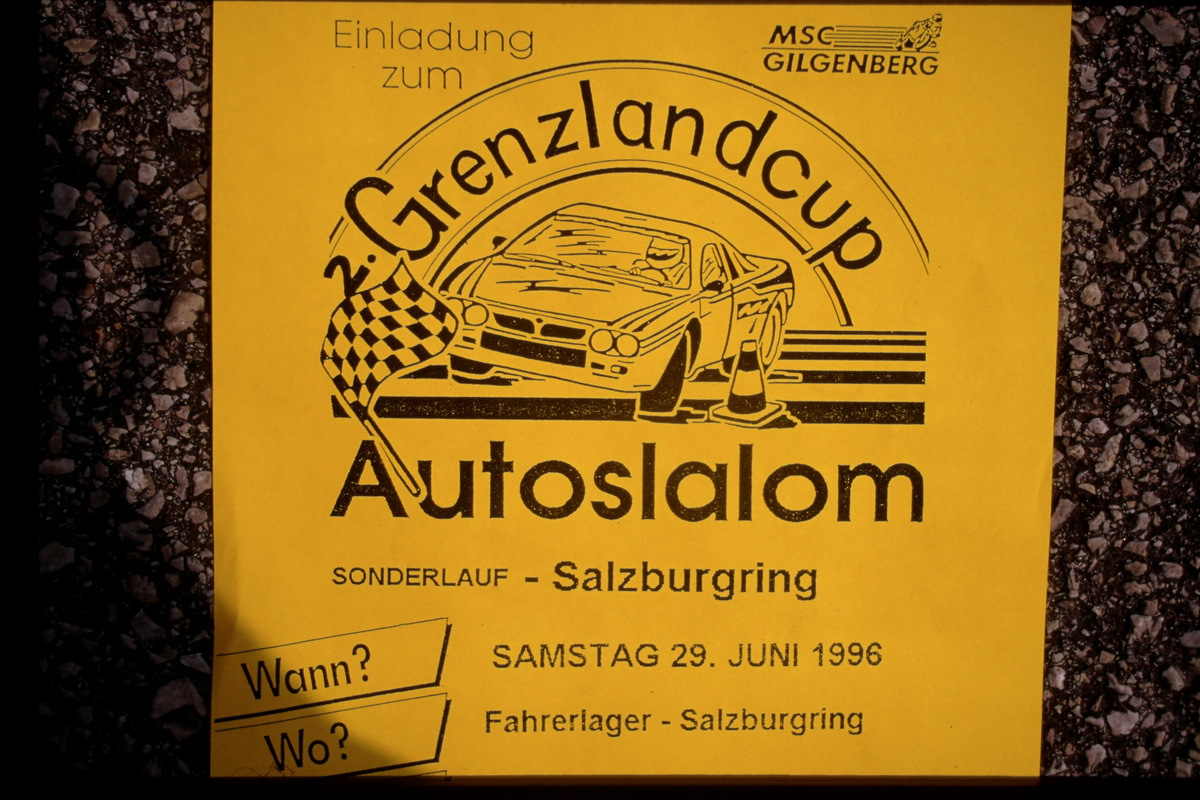 Einladung
zum
MSC
GILGENBERG
2. Grenzlandcup
Autoslalom
SONDERLAUF - Salzburgring
Wann?
SAMSTAG 29. JUNI 1996
Wo?
Fahrerlager - Salzburgring